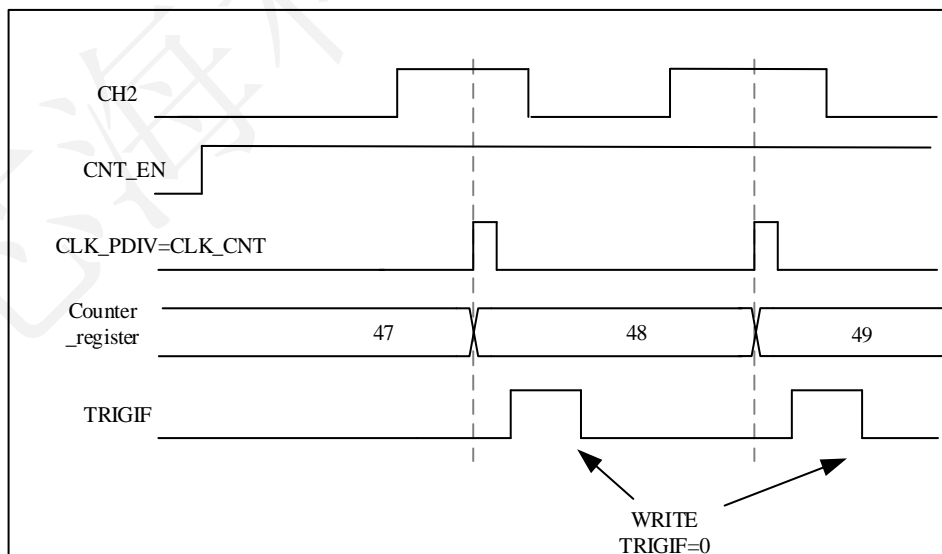 CH2
CNT_EN
CLK_PDIV=CLK_CNT
Counter
_register
47
48
49
TRIGIF
WRITE
TRIGIF=0